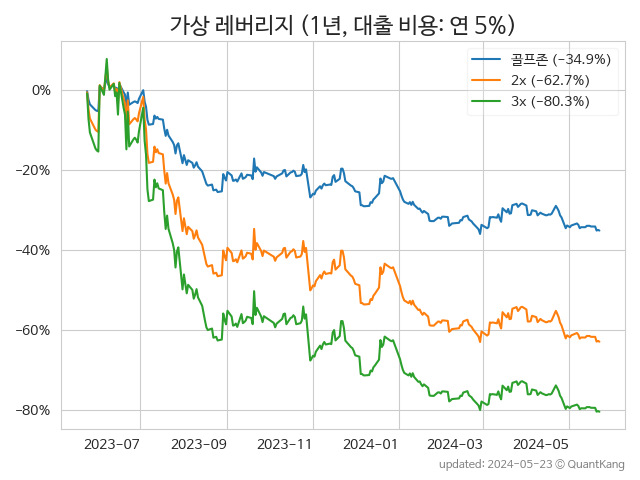 가상 레버리지 (1년, 대출 비용: 연 5%)
골프존 (−34.9%)
2x (−62.7%)
3x (−80.3%)
0%
−20%
−40%
−60%
−80%
2023-07 2023-09 2023-11 2024-01 2024-03 2024-05
updated: 2024-05-23 © QuantKang